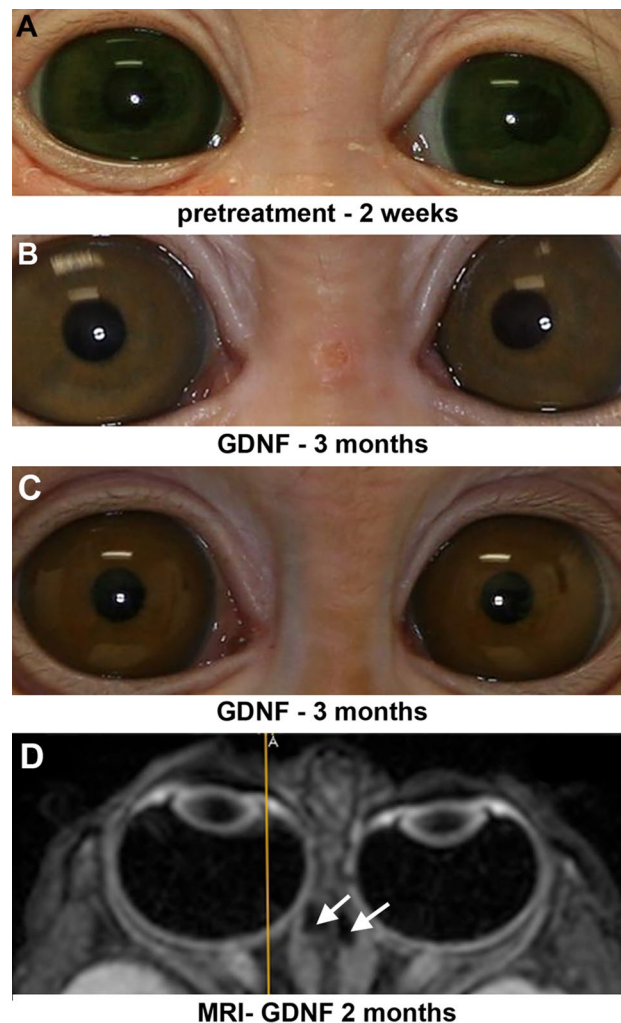 A
pretreatment - 2 weeks
B
GDNF - 3 months
C
GDNF - 3 months
D
A
MRI- GDNF 2 months